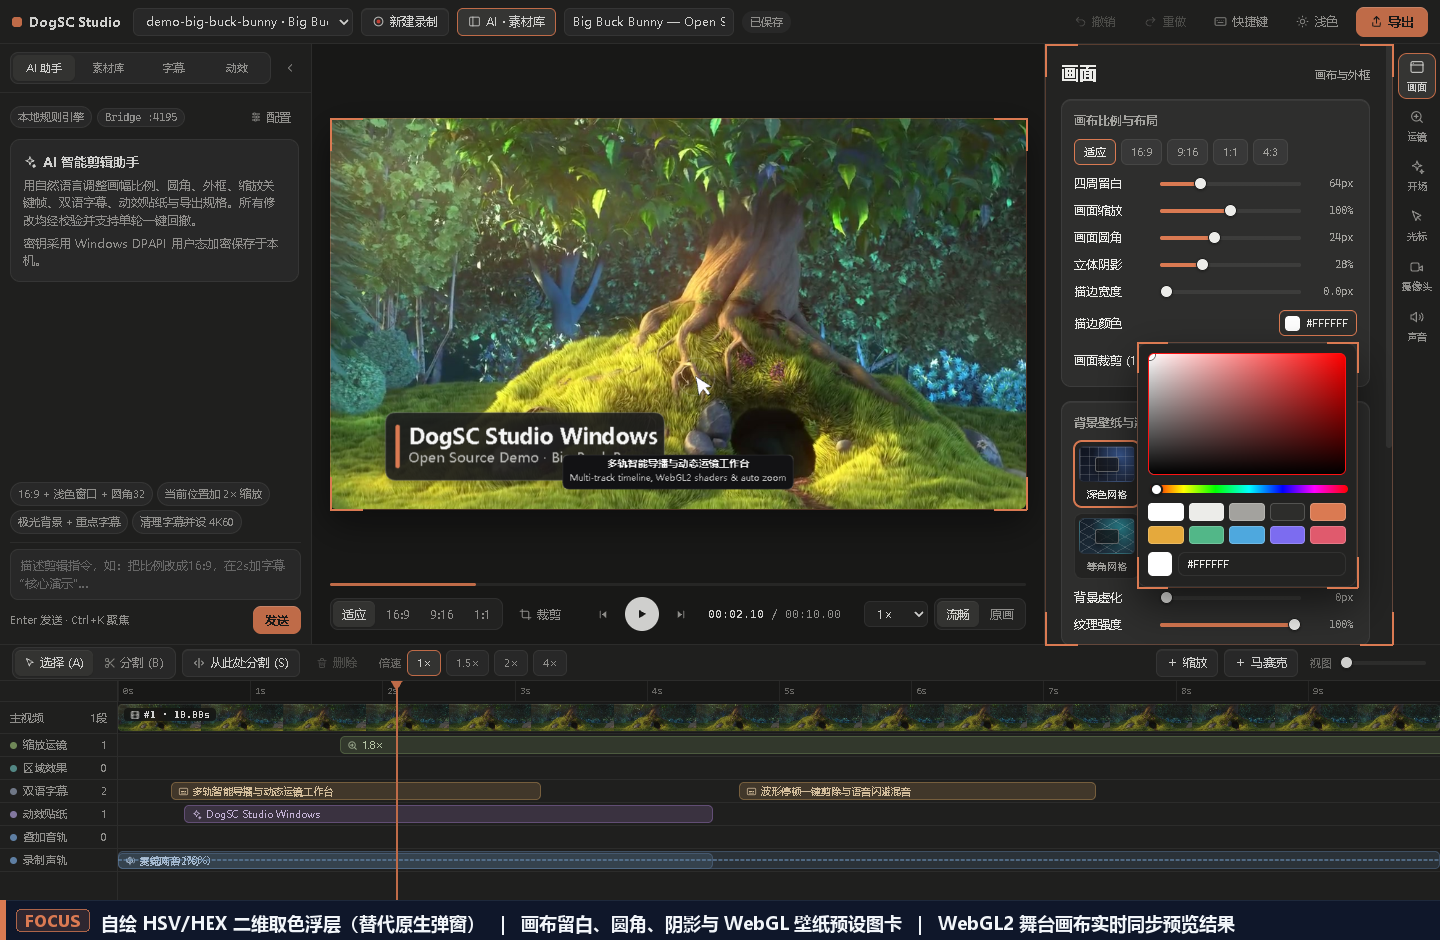 DogSC Studio
demo-big-buck-bunny · Big Bu
新建录制
AI · 素材库
Big Buck Bunny — Open S
已保存
撤销
重做
快捷键
浅色
导出
AI 助手
素材库
字幕
动效
本地规则引擎
Bridge :4195
配置
AI 智能剪辑助手
用自然语言调整画幅比例、圆角、外框、缩放关
键帧、双语字幕、动效贴纸与导出规格。所有修
改均经校验并支持单轮一键回撤。
密钥采用 Windows DPAPI 用户态加密保存于本
机。
16:9 + 浅色窗口 + 圆角32
当前位置加 2× 缩放
极光背景 + 重点字幕
清理字幕并设 4K60
描述剪辑指令，如：把比例改成16:9，在2s加字幕
“核心演示”...
Enter 发送 · Ctrl+K 聚焦
发送
DogSC Studio Windows
Open Source Demo · Big
多轨智能导播与动态运镜工作台
Multi-track timeline, WebGL2 shaders & auto zoom
适应
16:9
9:16
1:1
裁剪
00:02.10 / 00:10.00
1×
流畅
原画
画面
画布与外框
画布比例与布局
适应
16:9
9:16
1:1
4:3
四周留白
64px
画面缩放
100%
画面圆角
24px
立体阴影
28%
描边宽度
0.0px
描边颜色
#FFFFFF
画面裁剪 (1
背景壁纸与
深色网格
等角网格
#FFFFFF
背景虚化
0px
纹理强度
100%
画面
运镜
开场
光标
摄像头
声音
选择 (A)
分割 (B)
从此处分割 (S)
删除
倍速
1×
1.5×
2×
4×
+ 缩放
+ 马赛克
视图
0s
1s
2s
3s
4s
5s
6s
7s
8s
9s
主视频
1段
#1 · 10.00s
缩放运镜
1
1.8×
区域效果
0
双语字幕
2
多轨智能导播与动态运镜工作台
波形停顿一键剪除与语音闪避混音
动效贴纸
1
DogSC Studio Windows
叠加音轨
0
录制声轨
FOCUS
自绘 HSV/HEX 二维取色浮层（替代原生弹窗） | 画布留白、圆角、阴影与 WebGL 壁纸预设图卡 | WebGL2 舞台画布实时同步预览结果